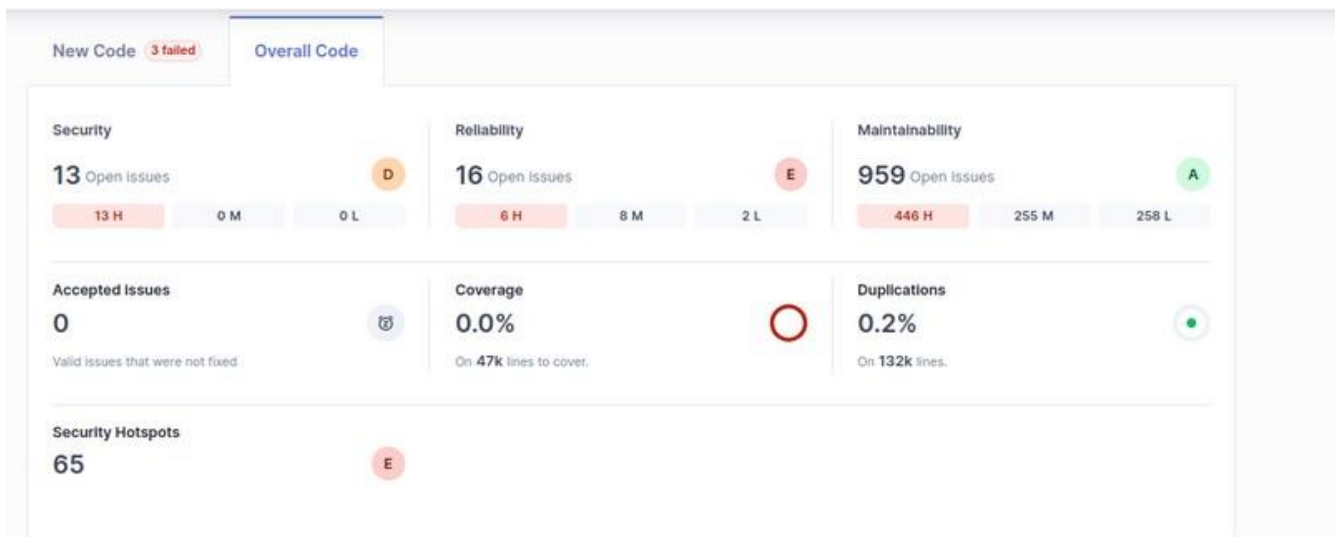 New Code 3 failed Overall Code
Security
13 Open issues D
13 H 0 M 0 L
Reliability
16 Open issues E
6 H 8 M 2 L
Maintainability
959 Open issues A
446 H 255 M 258 L
Accepted issues
0
Valid issues that were not fixed
Coverage
0.0%
On 47k lines to cover.
Duplications
0.2%
On 132k lines.
Security Hotspots
65 E